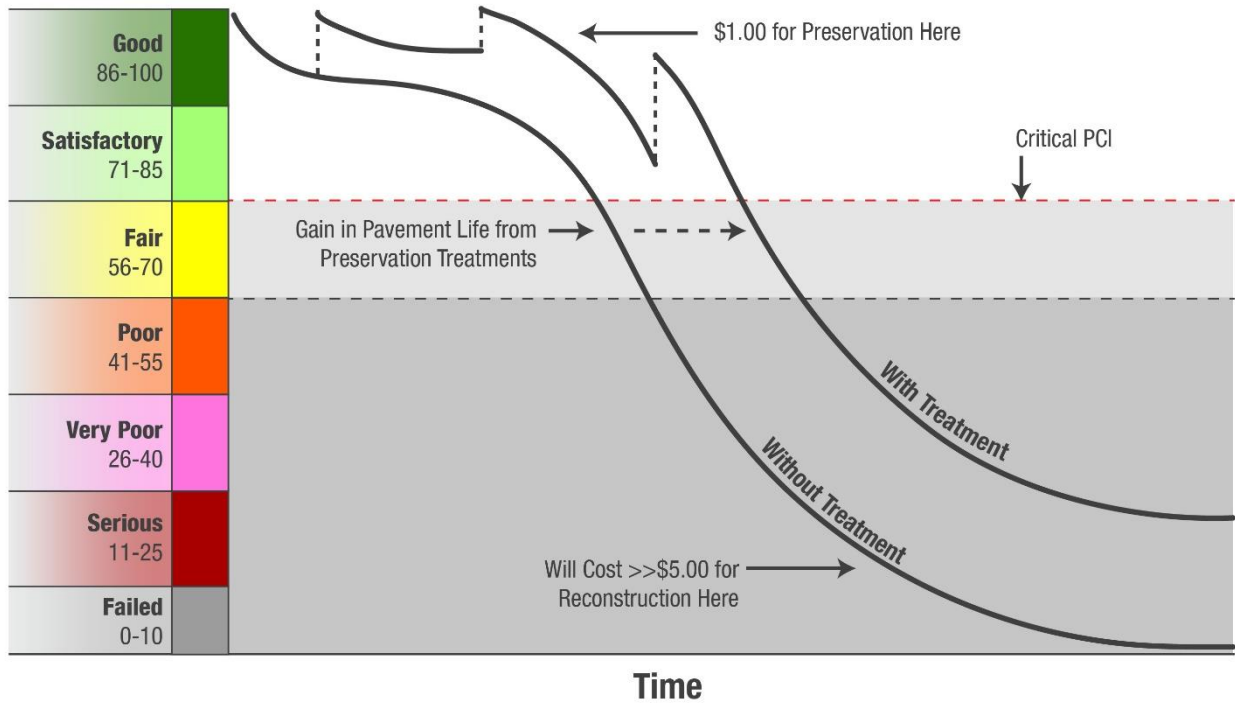 Good
86-100
Satisfactory
71-85
Fair
56-70
Poor
41-55
Very Poor
26-40
Serious
11-25
Failed
0-10
$1.00 for Preservation Here
Critical PCI
Gain in Pavement Life from
Preservation Treatments
With Treatment
Without Treatment
Will Cost >>$5.00 for
Reconstruction Here
Time